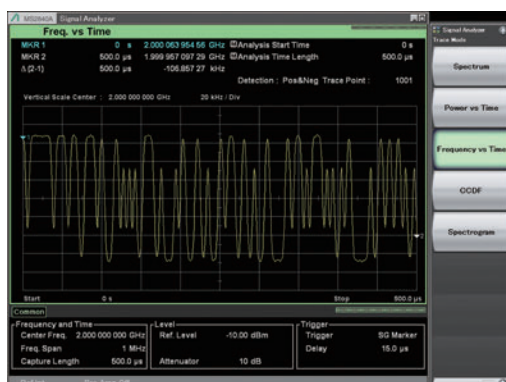 MS2840A Signal Analyzer
Freq. vs Time
MKR 1 0 s 2.000 063 954 56 GHz Analysis Start Time 0 s
MKR 2 500.0 µs 1.999 957 097 29 GHz Analysis Time Length 500.0 µs
Δ(2-1) 500.0 µs -106.857 27 kHz
Detection : Pos&Neg Trace Point : 1001
Vertical Scale Center : 2.000 000 000 GHz 20 kHz / Div
1
2
Start 0 s Stop 500.0 µs
Common
Frequency and Time Level Trigger
Center Freq. 2.000 000 000 GHz Ref. Level -10.00 dBm Trigger SG Marker
Freq. Span 1 MHz Delay 15.0 µs
Capture Length 500.0 µs Attenuator 10 dB
Signal Analyzer
Trace Mode
Spectrum
Power vs Time
Frequency vs Time
CCDF
Spectrogram